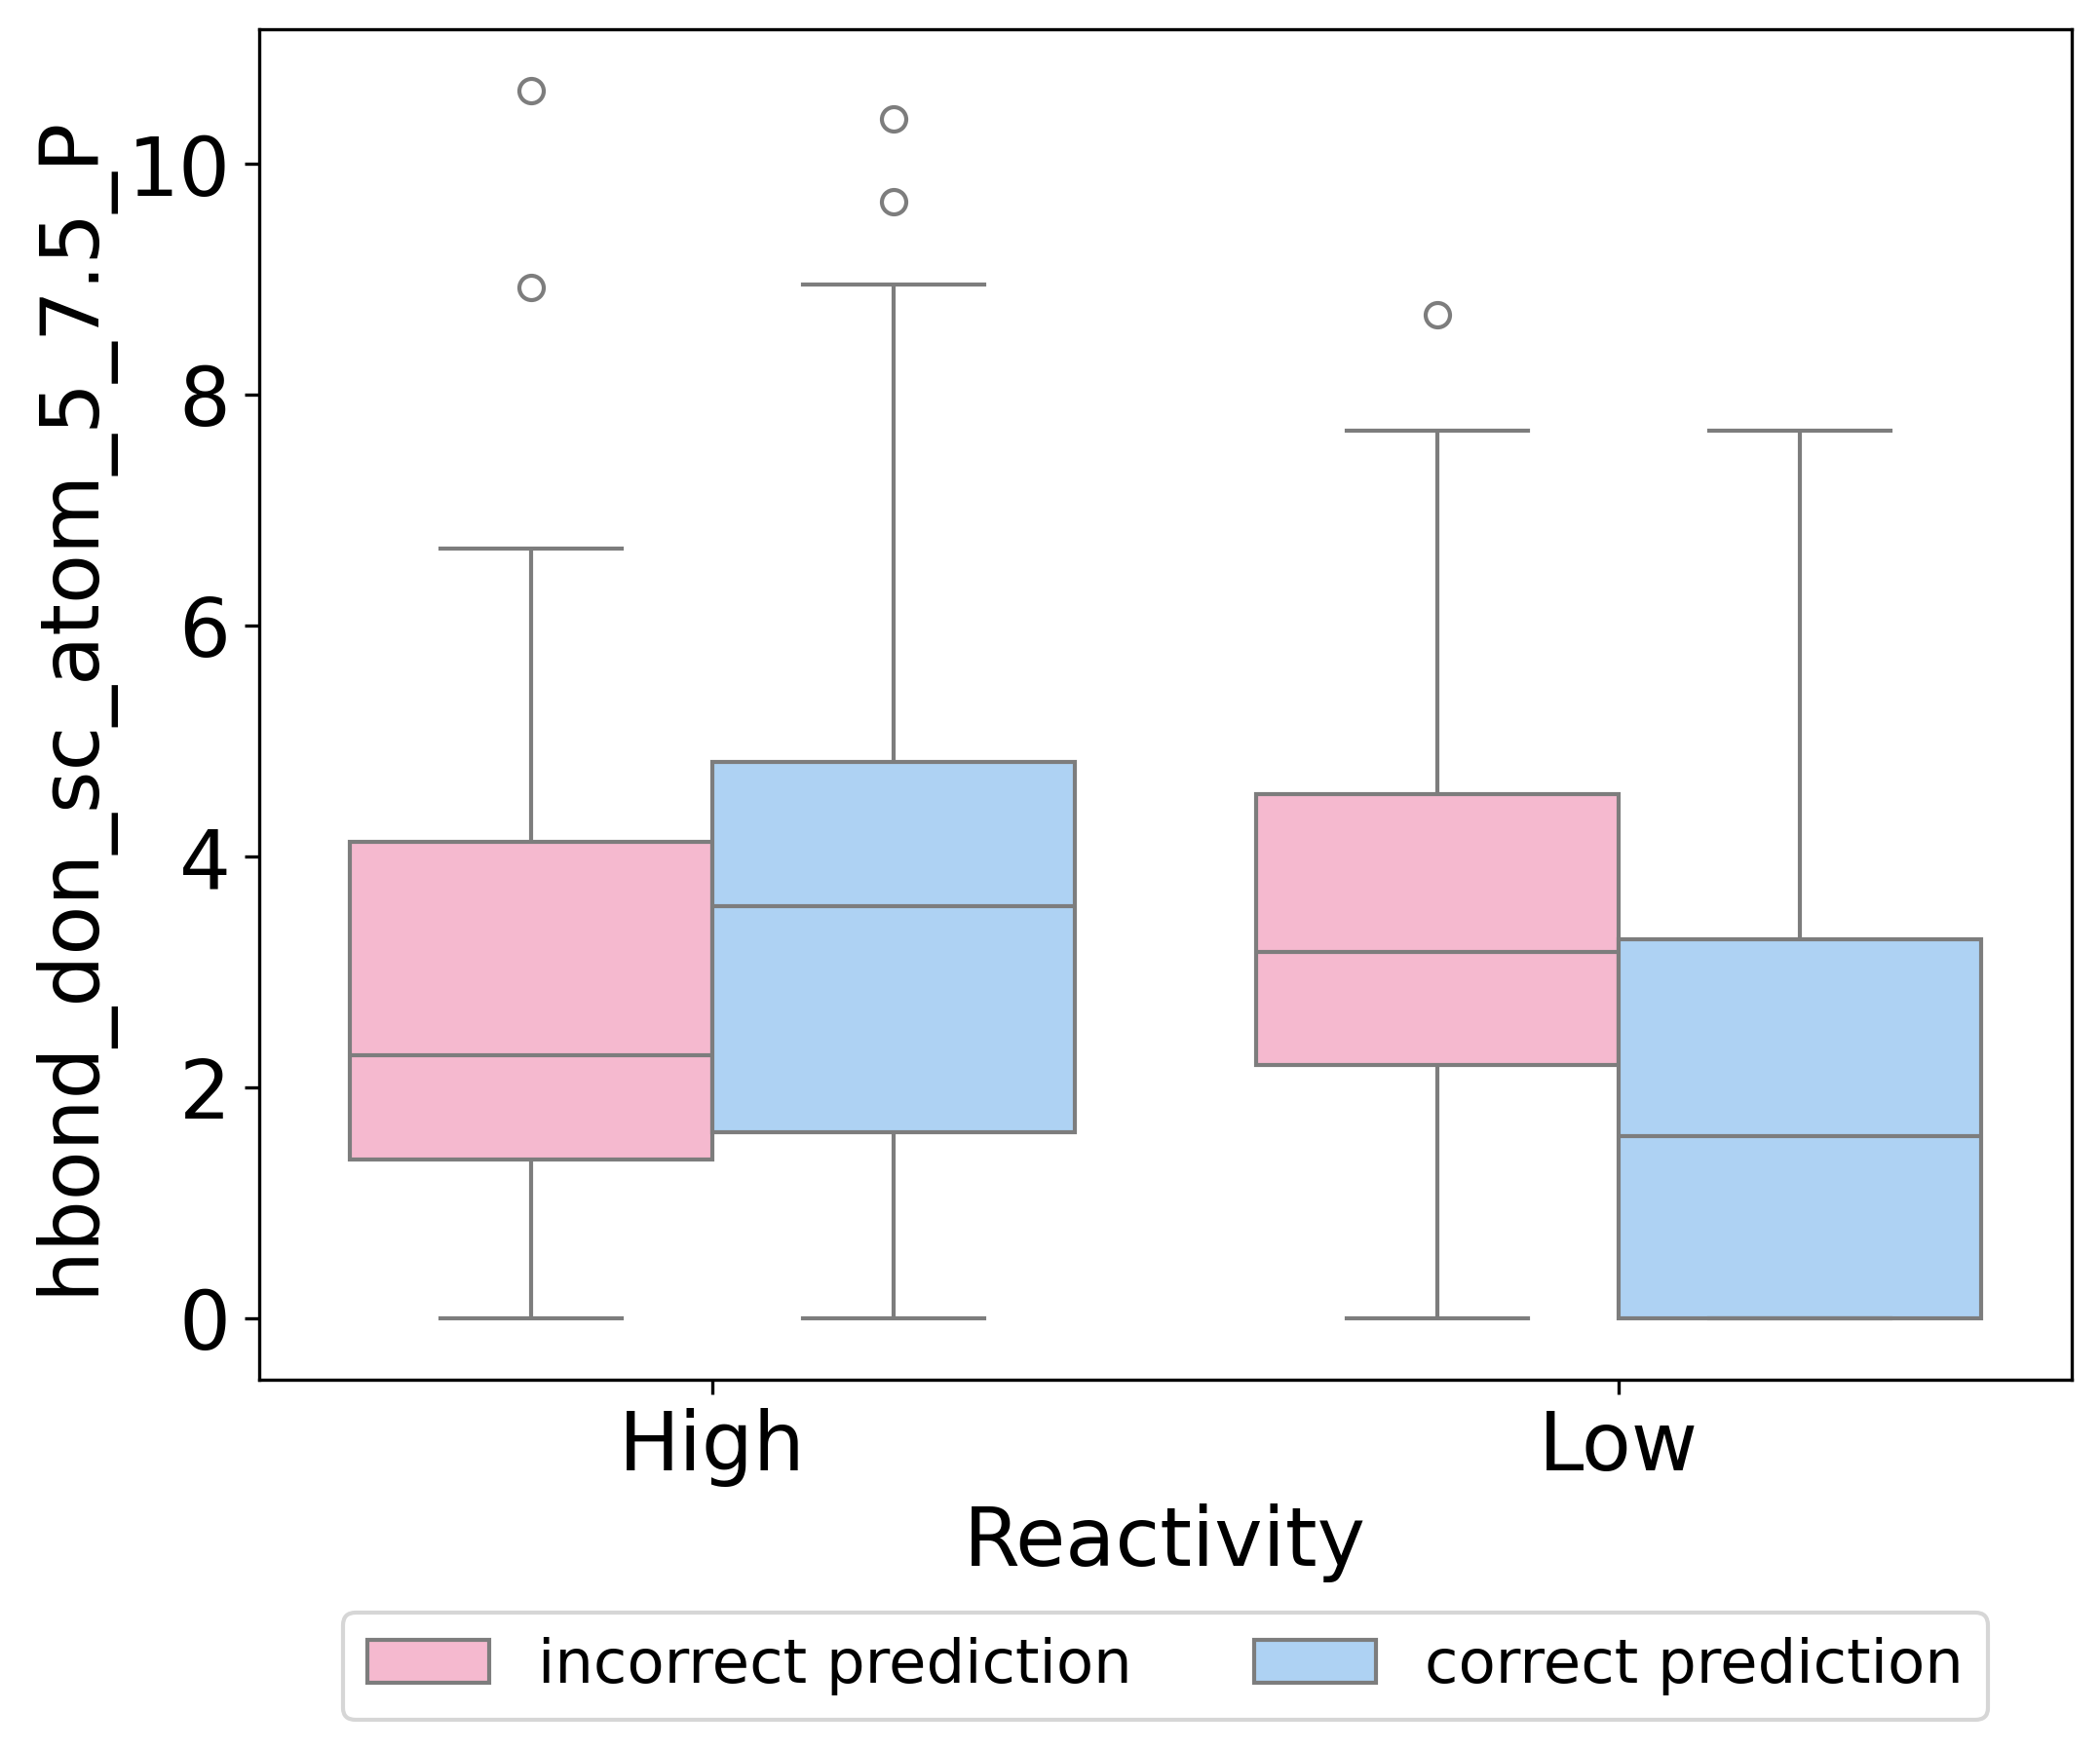 hbond_don_sc_atom_5_7.5_P
10
8
6
4
2
0
High
Low
Reactivity
incorrect prediction
correct prediction